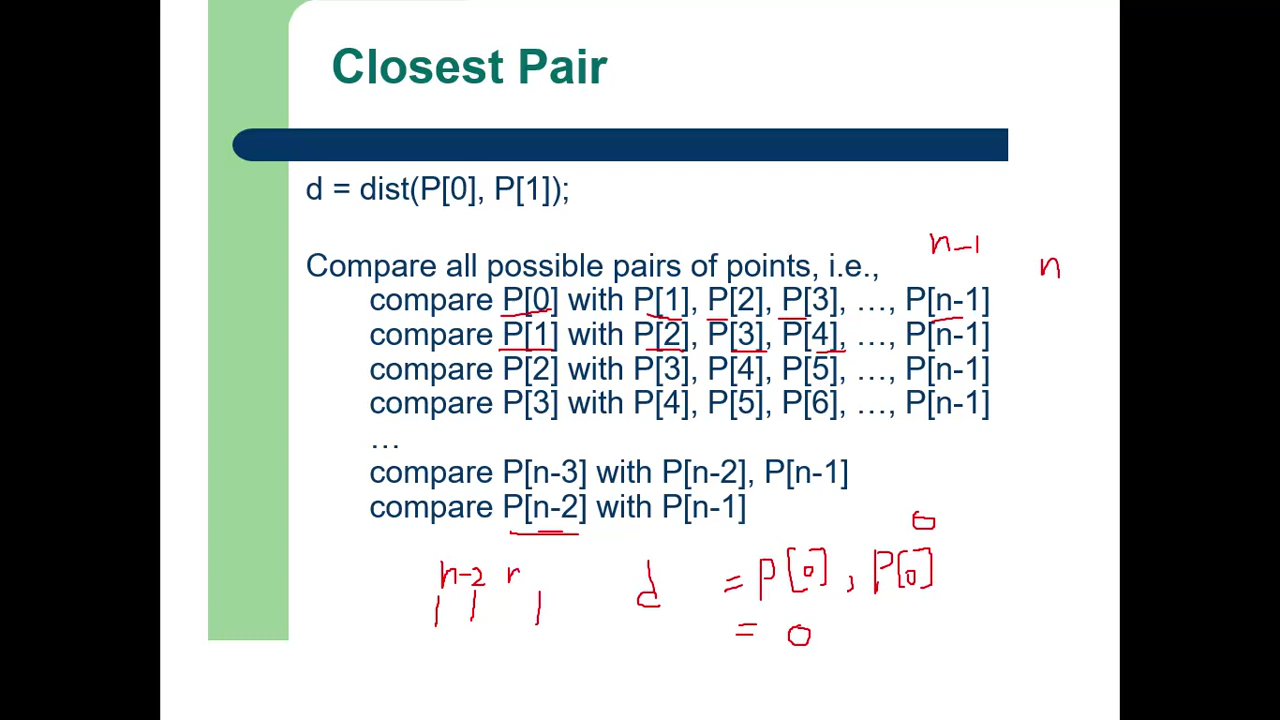 Closest Pair
d = dist(P[0], P[1]);
n-1
n
Compare all possible pairs of points, i.e.,
compare P[0] with P[1], P[2], P[3], …, P[n-1]
compare P[1] with P[2], P[3], P[4], …, P[n-1]
compare P[2] with P[3], P[4], P[5], …, P[n-1]
compare P[3] with P[4], P[5], P[6], …, P[n-1]
…
compare P[n-3] with P[n-2], P[n-1]
compare P[n-2] with P[n-1]
n-2
d = P[0], P[0]
= 0